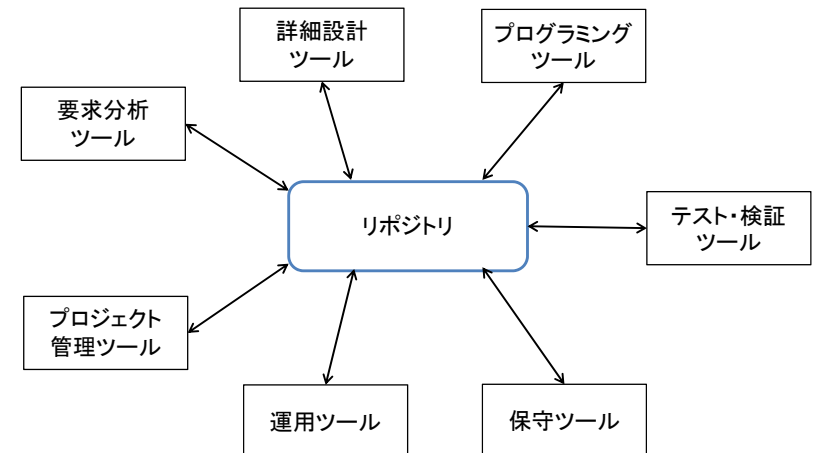 詳細設計
ツール
プログラミング
ツール
要求分析
ツール
リポジトリ
テスト・検証
ツール
プロジェクト
管理ツール
運用ツール
保守ツール